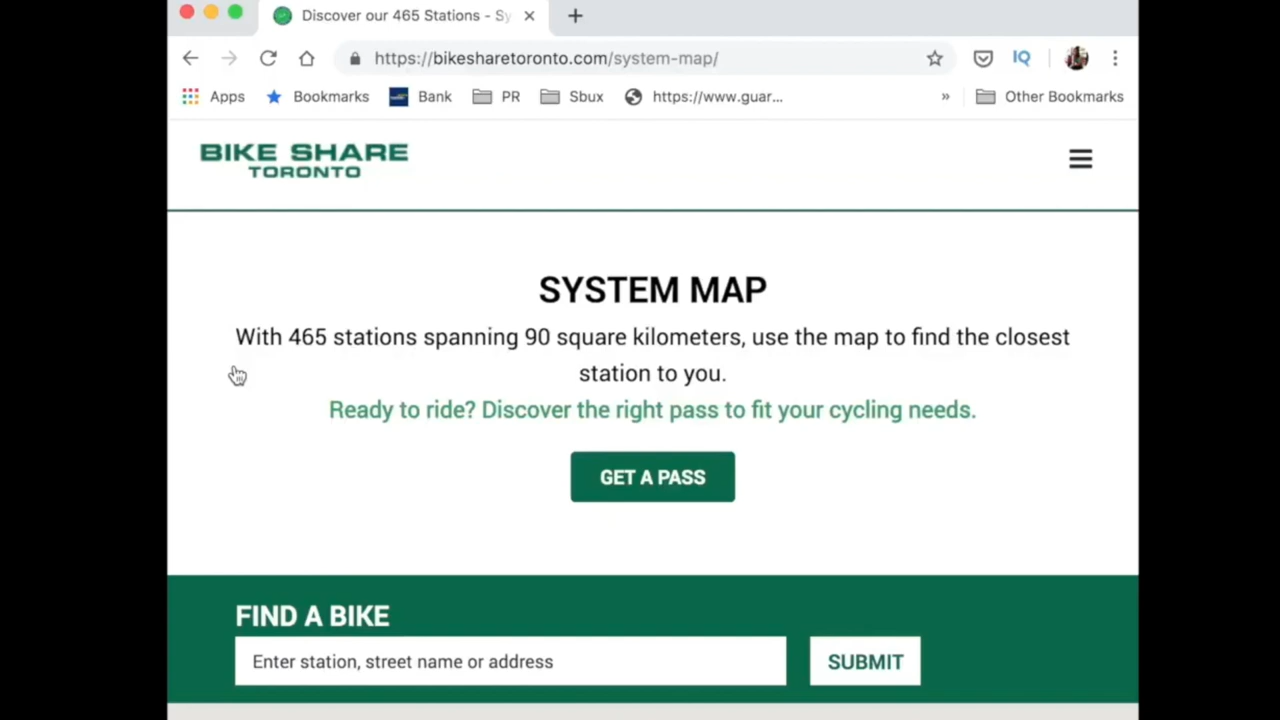 Discover our 465 Stations - Sy
https://bikesharetoronto.com/system-map/
IQ
Apps Bookmarks Bank PR Sbux https://www.guar... » Other Bookmarks
BIKE SHARE
TORONTO
SYSTEM MAP
With 465 stations spanning 90 square kilometers, use the map to find the closest
station to you.
Ready to ride? Discover the right pass to fit your cycling needs.
GET A PASS
FIND A BIKE
Enter station, street name or address
SUBMIT